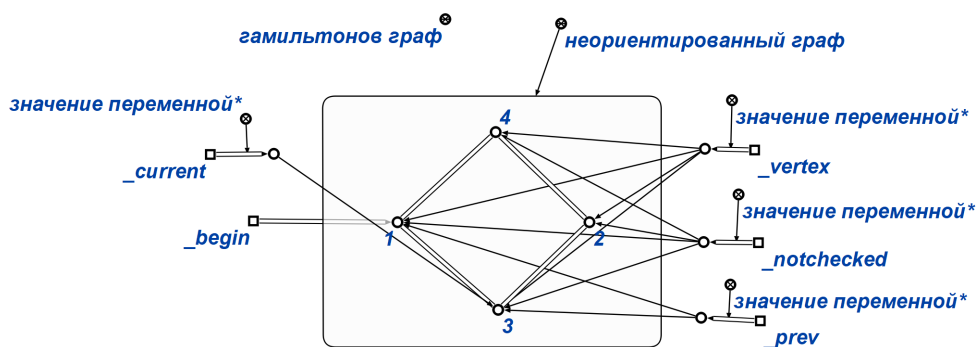 гамильтонов граф
неориентированный граф
значение переменной*
4
значение переменной*
_current
_vertex
значение переменной*
_begin
1
2
_notchecked
значение переменной*
3
_prev